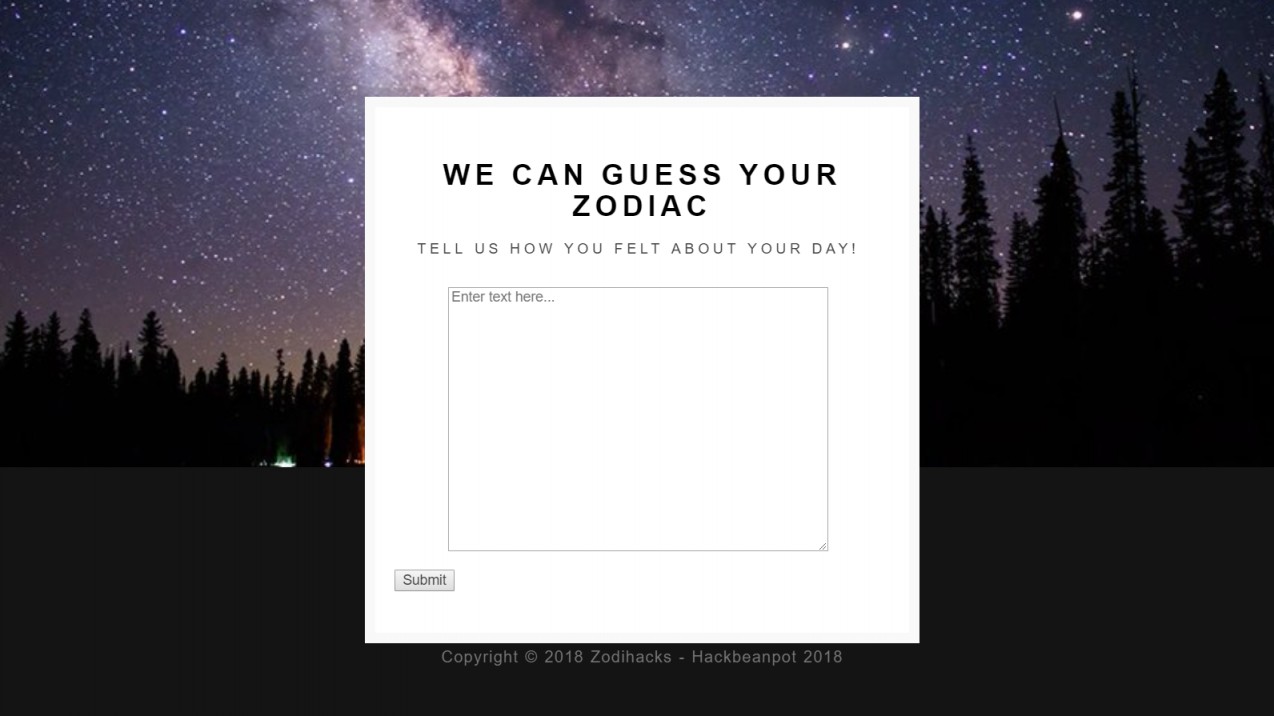 WE CAN GUESS YOUR
ZODIAC
TELL US HOW YOU FELT ABOUT YOUR DAY!
Enter text here...
Submit
Copyright © 2018 Zodihacks - Hackbeanpot 2018